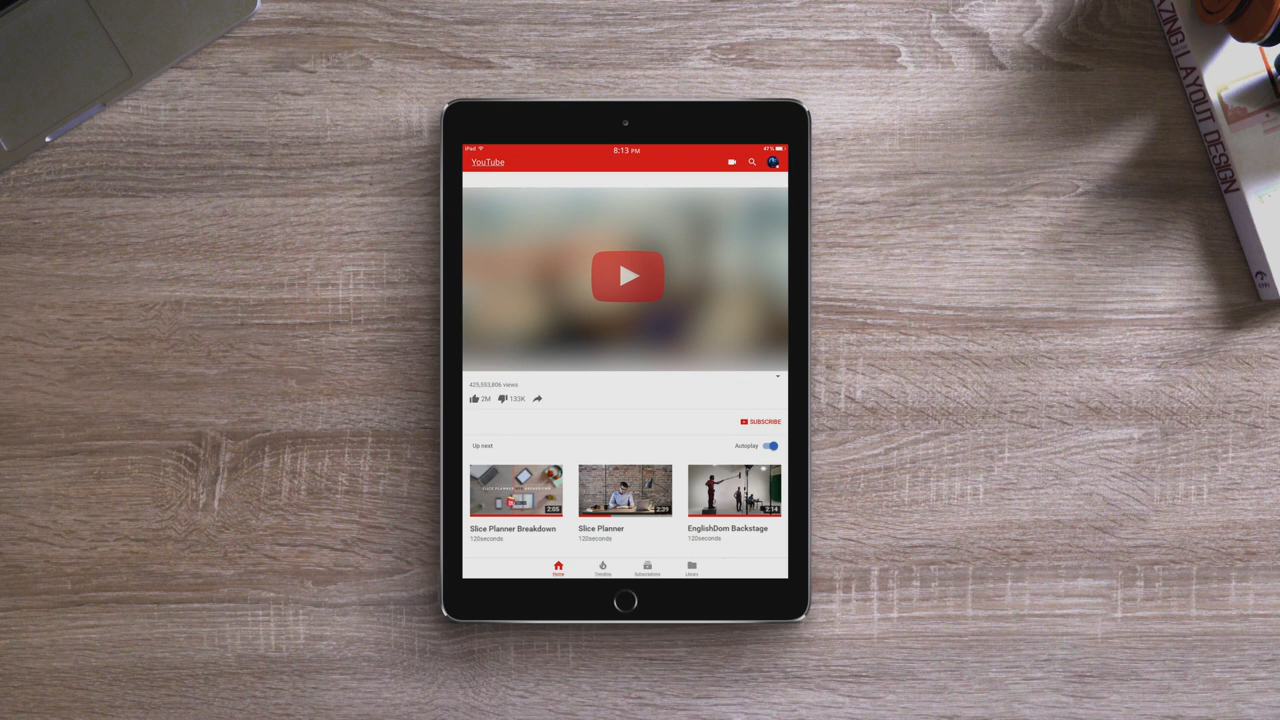 iPad
8:13 PM
47%
YouTube
425,553,806 views
2M
133K
SUBSCRIBE
Up next
Autoplay
SLICE PLANNER BREAKDOWN
2:05
2:39
2:14
Slice Planner Breakdown
120seconds
Slice Planner
120seconds
EnglishDom Backstage
120seconds
Home
Trending
Subscriptions
Library
AZING
LAYOUT DESIGN